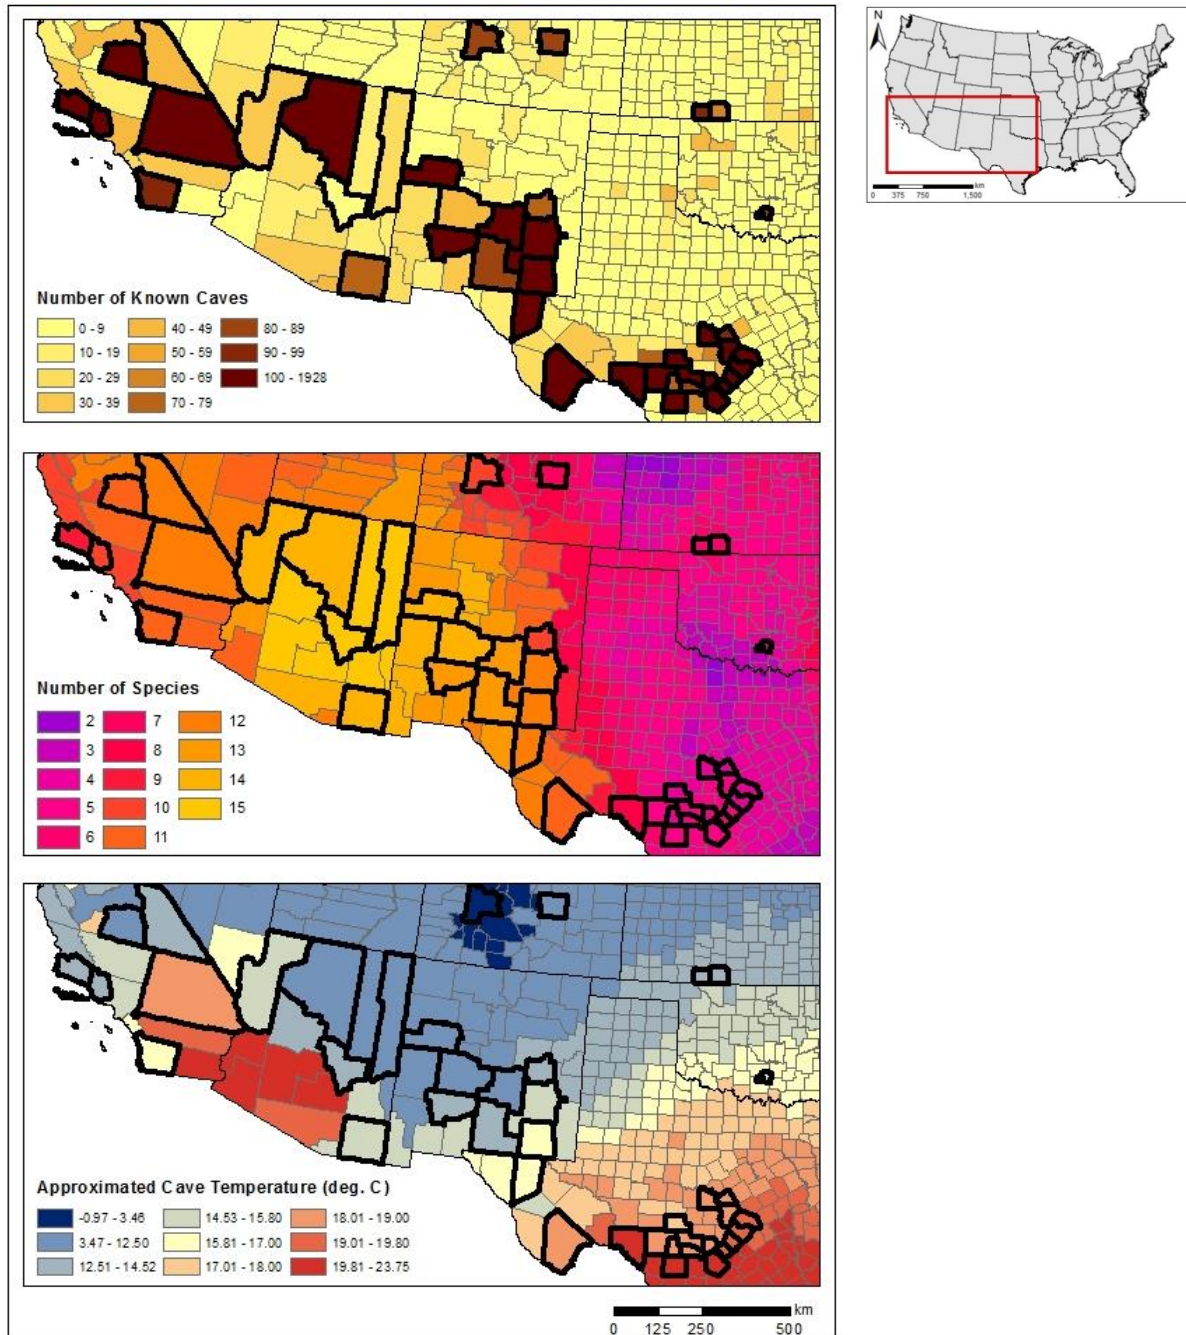 N
km
0 375 750 1,500
Number of Known Caves
0 - 9 40 - 49 80 - 89
10 - 19 50 - 59 90 - 99
20 - 29 60 - 69 100 - 1928
30 - 39 70 - 79
Number of Species
2 7 12
3 8 13
4 9 14
5 10 15
6 11
Approximated Cave Temperature (deg. C)
-0.97 - 3.46 14.53 - 15.80 18.01 - 19.00
3.47 - 12.50 15.81 - 17.00 19.01 - 19.80
12.51 - 14.52 17.01 - 18.00 19.81 - 23.75
km
0 125 250 500